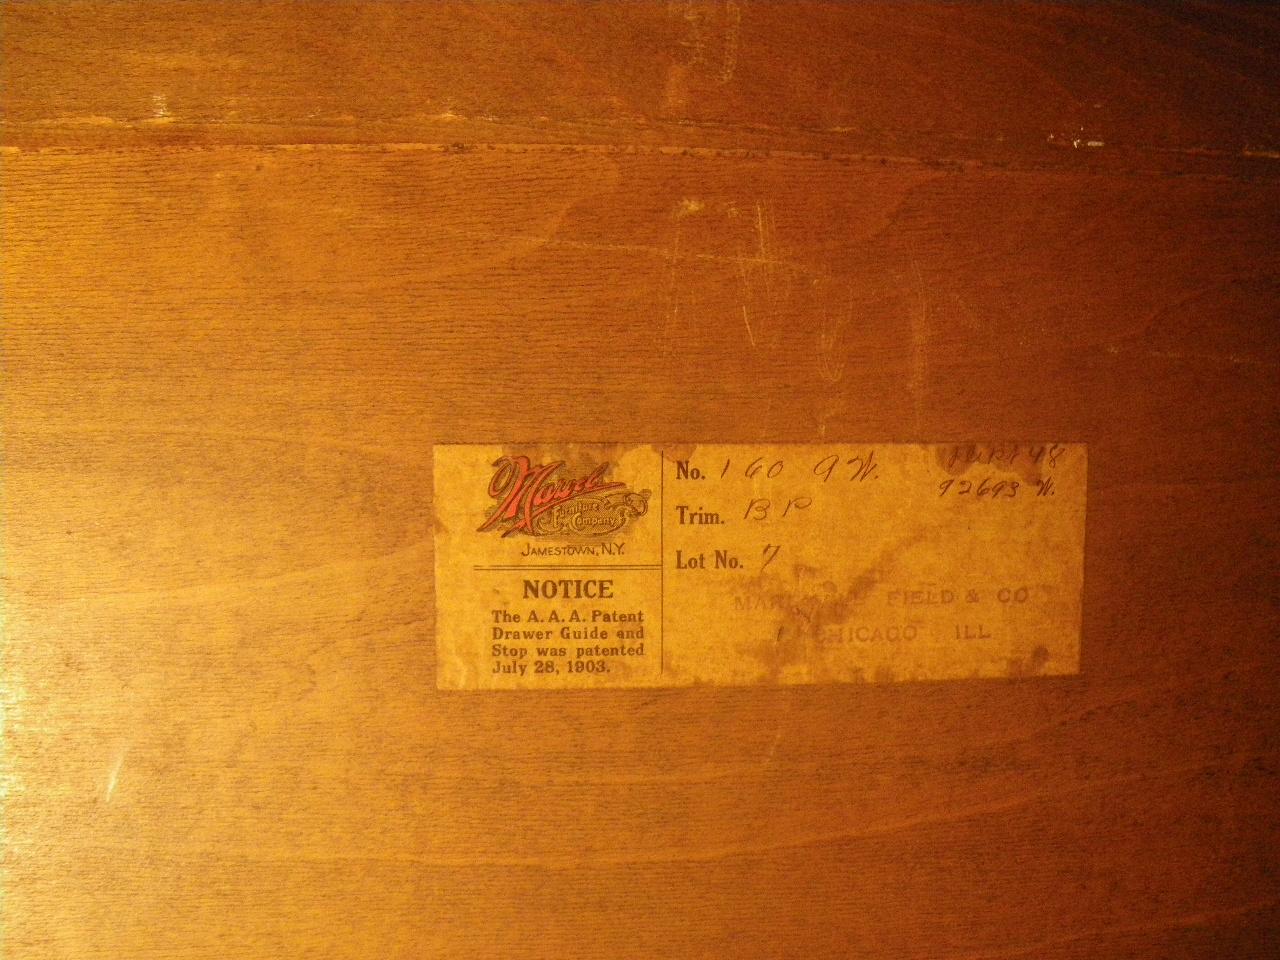 Maddox
Furniture
Company
JAMESTOWN, N.Y.
NOTICE
The A. A. A. Patent
Drawer Guide and
Stop was patented
July 28, 1903.
No. 160 9 W.
92693 W.
Trim. B P
Lot No. 7
FIELD & CO
CHICAGO ILL